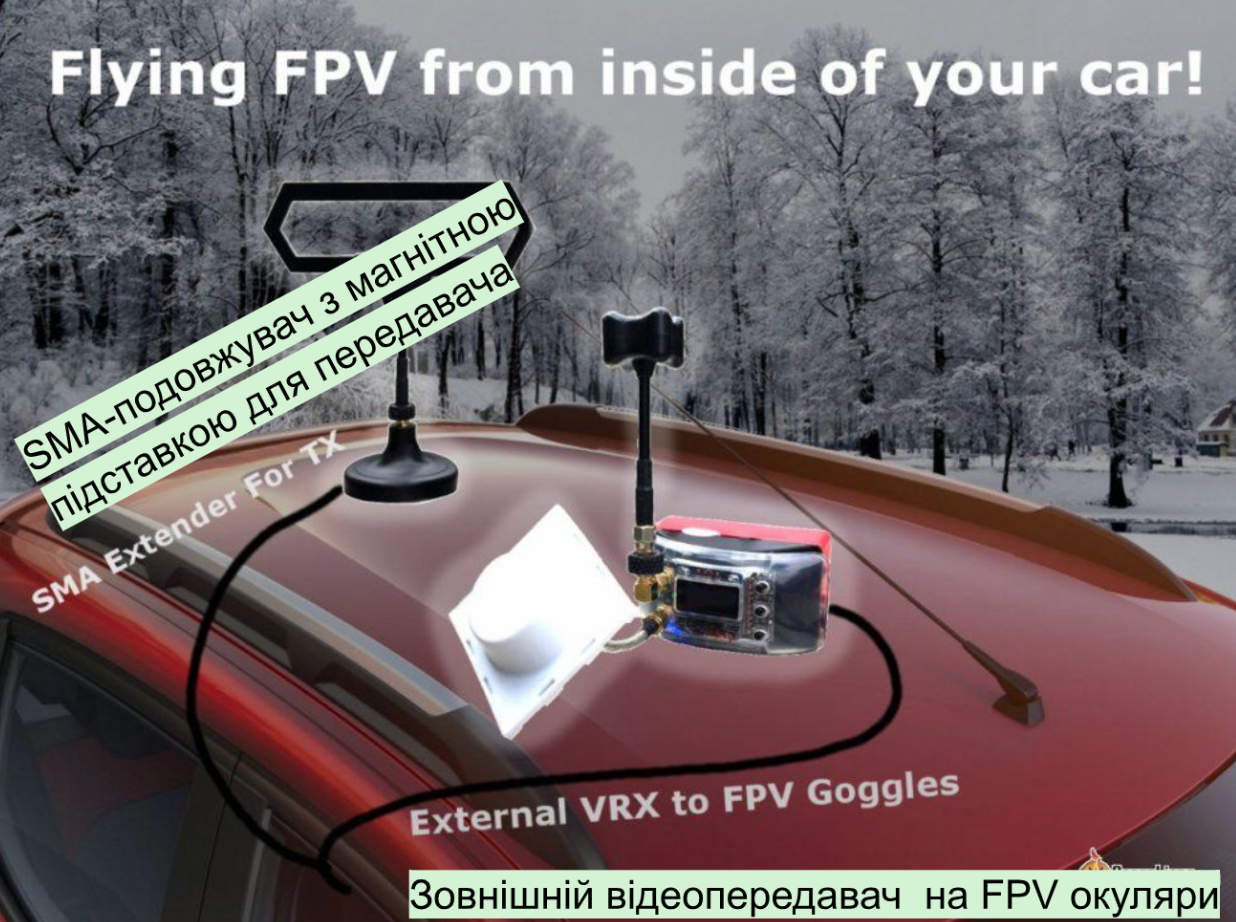 Flying FPV from inside of your car!
SMA-подовжувач з магнітною
підставкою для передавача
SMA Extender For TX
External VRX to FPV Goggles
Зовнішній відеопередавач на FPV окуляри